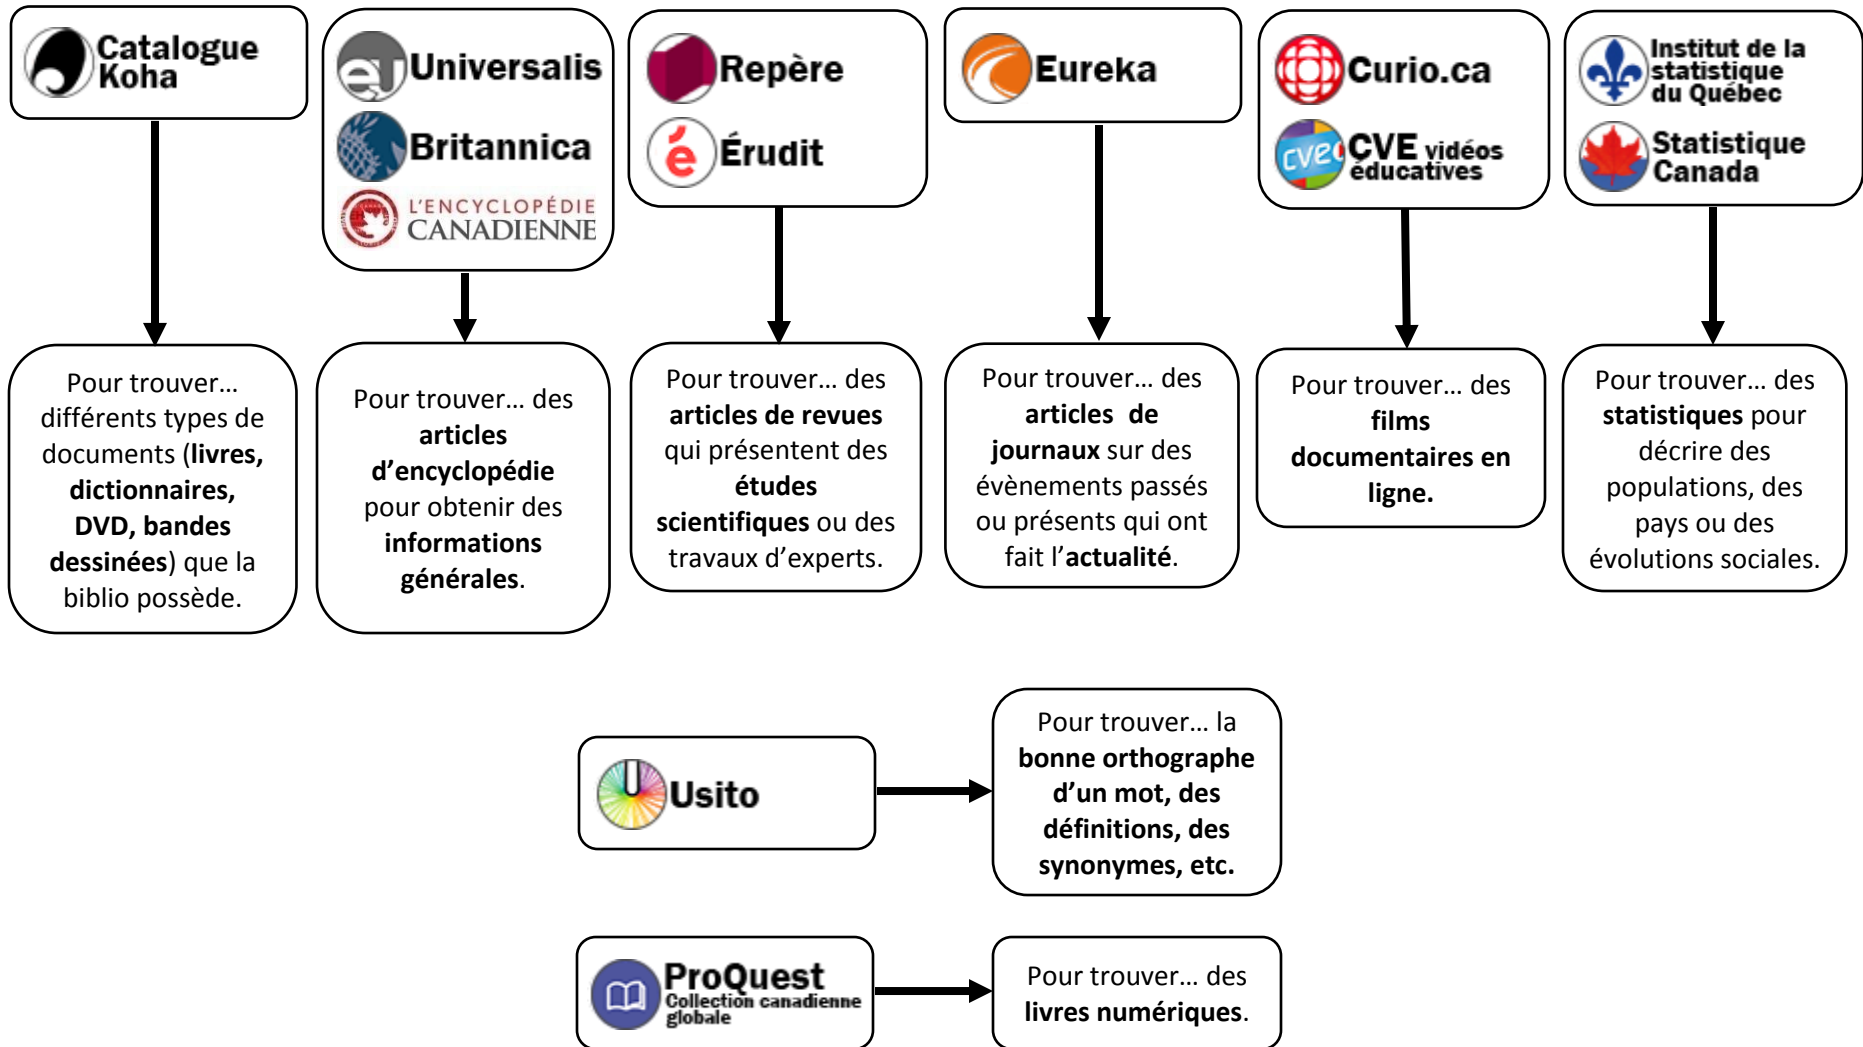 Catalogue
Koha
eu
Universalis
Britannica
L'ENCYCLOPÉDIE
CANADIENNE
Repère
é
Érudit
Eureka
Curio.ca
cve
CVE vidéos
éducatives
Institut de la
statistique
du Québec
Statistique
Canada
Pour trouver…
différents types de
documents (livres,
dictionnaires,
DVD, bandes
dessinées) que la
biblio possède.
Pour trouver… des
articles
d’encyclopédie
pour obtenir des
informations
générales.
Pour trouver… des
articles de revues
qui présentent des
études
scientifiques ou des
travaux d’experts.
Pour trouver… des
articles  de
journaux sur des
évènements passés
ou présents qui ont
fait l’actualité.
Pour trouver… des
films
documentaires en
ligne.
Pour trouver… des
statistiques pour
décrire des
populations, des
pays ou des
évolutions sociales.
U
Usito
Pour trouver… la
bonne orthographe
d’un mot, des
définitions, des
synonymes, etc.
ProQuest
Collection canadienne
globale
Pour trouver… des
livres numériques.